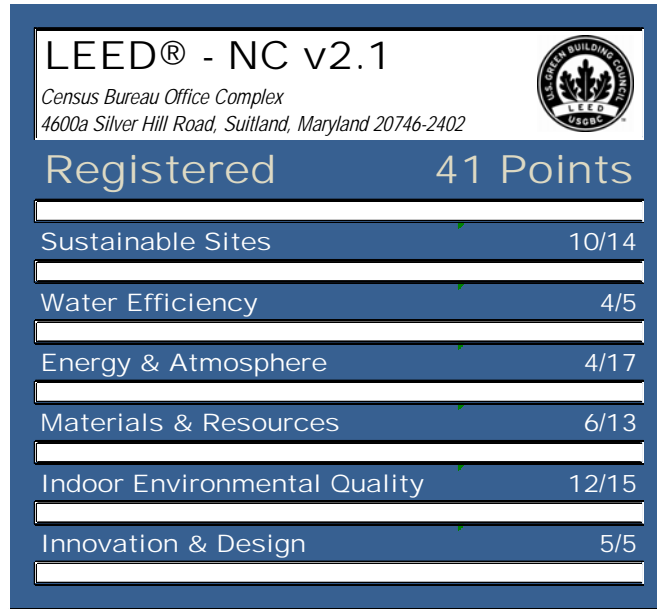 LEED® - NC v2.1
Census Bureau Office Complex
4600a Silver Hill Road, Suitland, Maryland 20746-2402
U.S. GREEN BUILDING COUNCIL
LEED
USGBC
Registered 41 Points
Sustainable Sites 10/14
Water Efficiency 4/5
Energy & Atmosphere 4/17
Materials & Resources 6/13
Indoor Environmental Quality 12/15
Innovation & Design 5/5